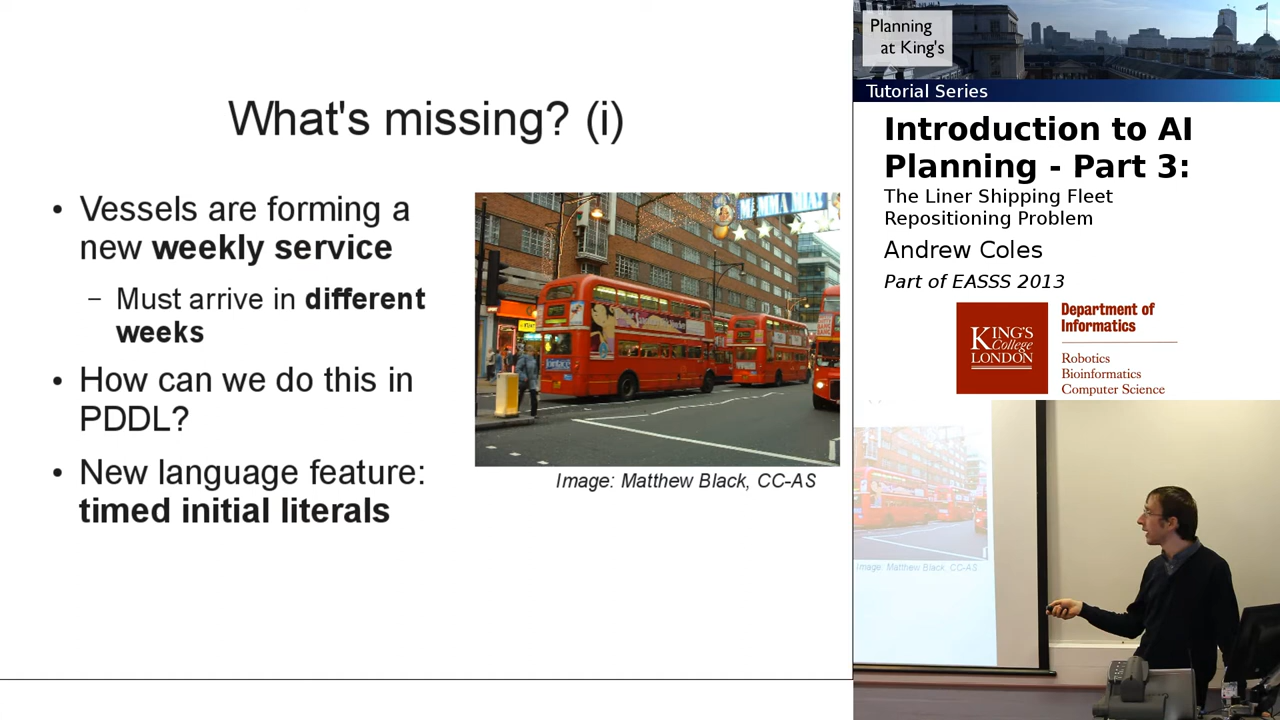 What's missing? (i)
• Vessels are forming a
new weekly service
– Must arrive in different
weeks
• How can we do this in
PDDL?
• New language feature:
timed initial literals
MAMMA MIA!
Image: Matthew Black, CC-AS
Planning
at King's
Tutorial Series
Introduction to AI
Planning - Part 3:
The Liner Shipping Fleet
Repositioning Problem
Andrew Coles
Part of EASSS 2013
KING'S
College
LONDON
Department of
Informatics
Robotics
Bioinformatics
Computer Science
Image: Matthew Black, CC-AS